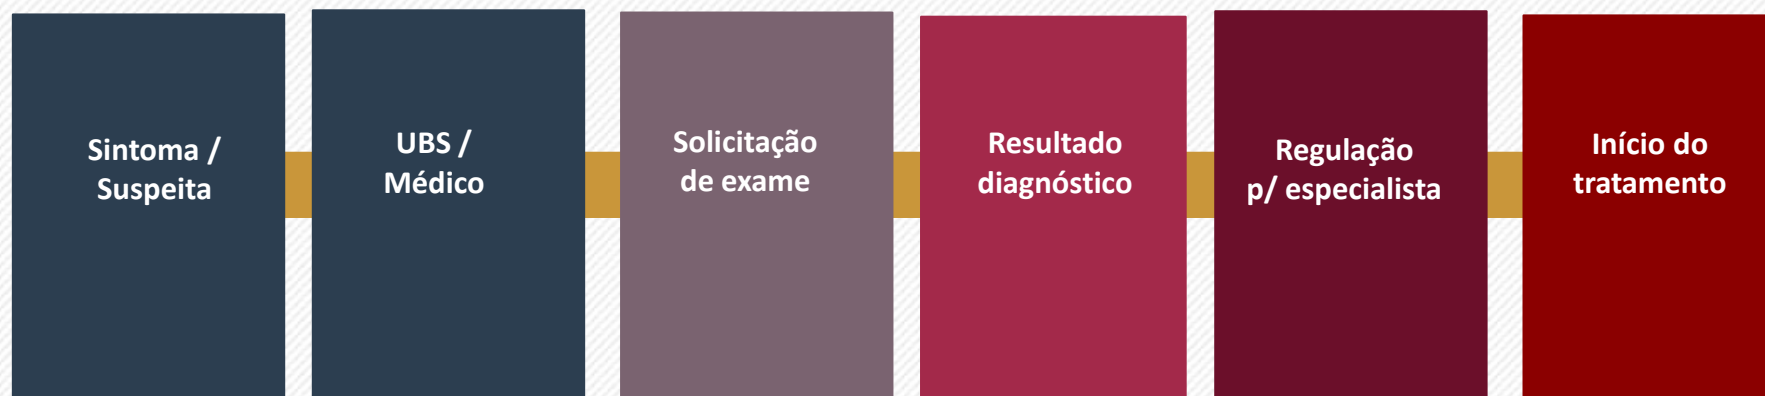 Sintoma /
Suspeita
UBS /
Médico
Solicitação
de exame
Resultado
diagnóstico
Regulação
p/ especialista
Início do
tratamento